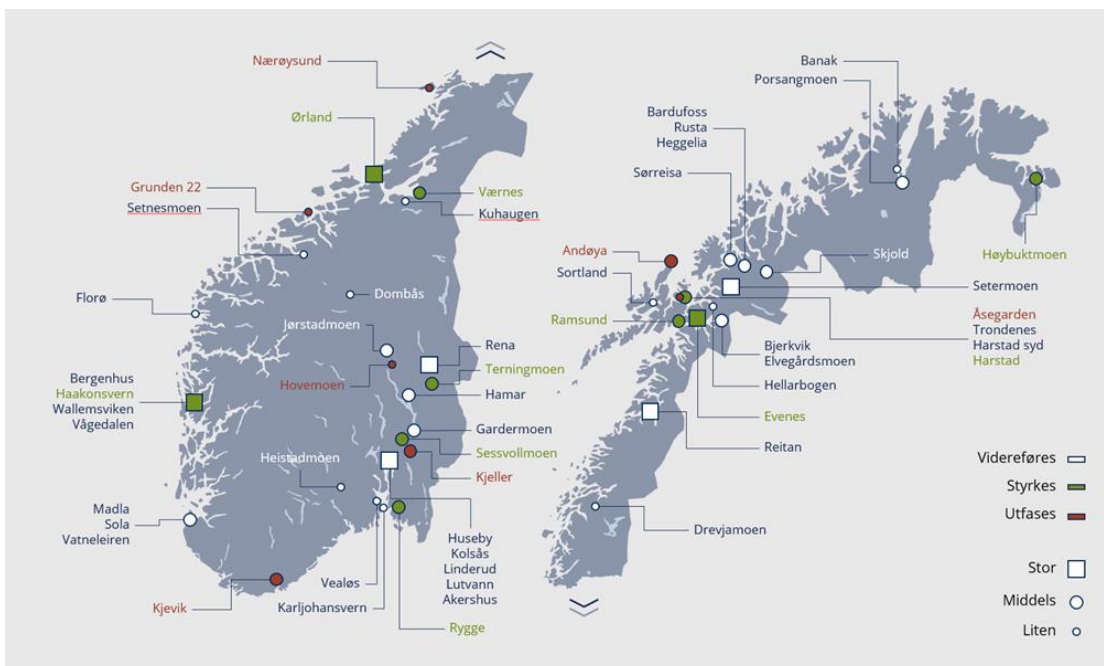 Nærøysund
Ørland
Grunden 22
Setnesmoen
Værnes
Kuhaugen
Florø
Dombås
Jørstadmoen
Rena
Terningmoen
Hovemoen
Hamar
Bergenhus
Haakonsvern
Wallemsviken
Vågedalen
Gardermoen
Sessvollmoen
Heistadmoen
Kjeller
Madla
Sola
Vatneleiren
Huseby
Kolsås
Linderud
Lutvann
Akershus
Vealøs
Karljohansvern
Kjevik
Rygge
Banak
Porsangmoen
Bardufoss
Rusta
Heggelia
Sørreisa
Andøya
Sortland
Skjold
Høybuktmoen
Setermoen
Ramsund
Åsegarden
Trondenes
Harstad syd
Harstad
Bjerkvik
Elvegårdsmoen
Hellarbogen
Evenes
Reitan
Drevjamoen
Videreføres
Styrkes
Utfases
Stor
Middels
Liten